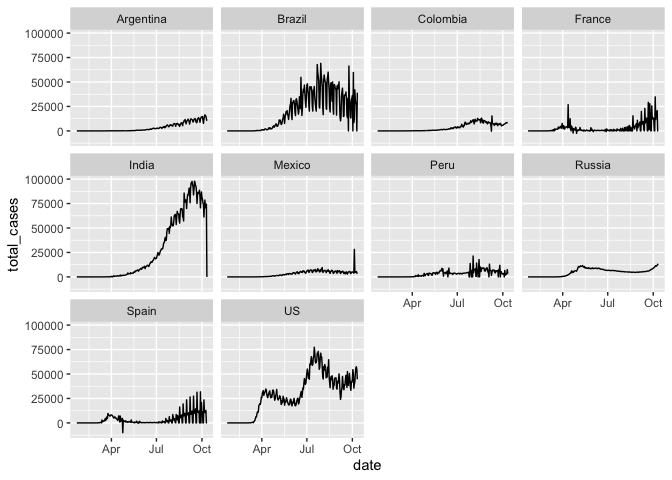 Argentina Brazil Colombia France
100000
75000
50000
25000
0
India Mexico Peru Russia
100000
75000
50000
25000
0
Apr Jul Oct Apr Jul Oct
Spain US
100000
75000
50000
25000
0
Apr Jul Oct Apr Jul Oct
total_cases
date